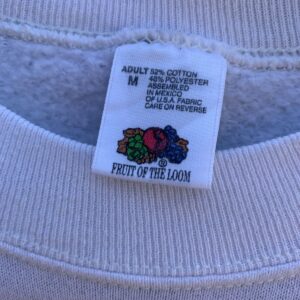 ADULT 52% COTTON
M 48% POLYESTER
ASSEMBLED
IN MEXICO
OF U.S.A. FABRIC
CARE ON REVERSE
®
FRUIT OF THE LOOM